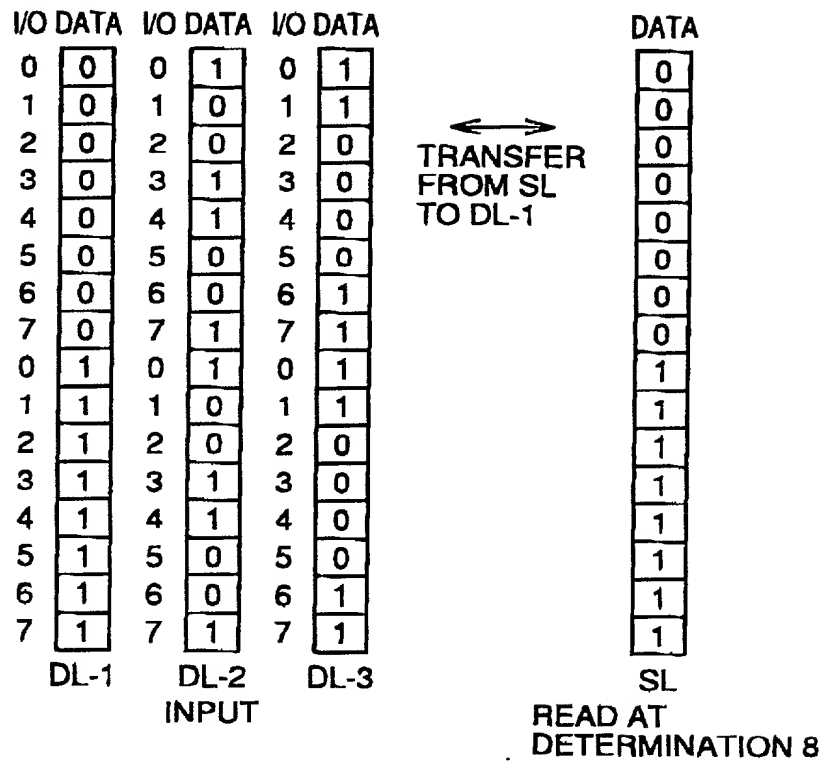 I/O DATA I/O DATA I/O DATA DATA
0 0 0 1 0 1 0
1 0 1 0 1 1 0
2 0 2 0 2 0 0
3 0 3 1 3 0 0
4 0 4 1 4 0 0
5 0 5 0 5 0 0
6 0 6 0 6 1 0
7 0 7 1 7 1 0
0 1 0 1 0 1 1
1 1 1 0 1 1 1
2 1 2 0 2 0 1
3 1 3 1 3 0 1
4 1 4 1 4 0 1
5 1 5 0 5 0 1
6 1 6 0 6 1 1
7 1 7 1 7 1 1
TRANSFER
FROM SL
TO DL-1
DL-1 DL-2 DL-3 SL
INPUT
READ AT
DETERMINATION 8